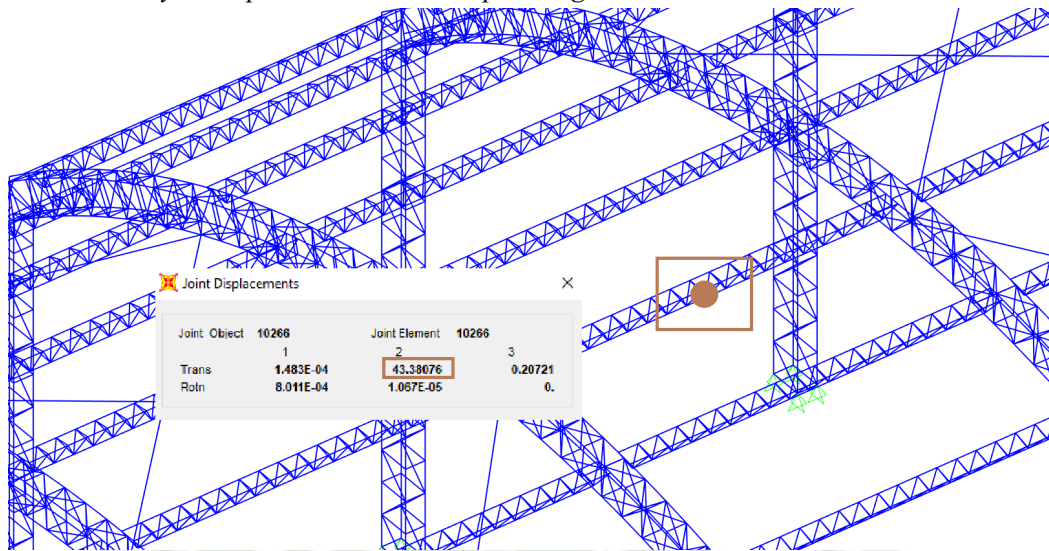 Joint Displacements
Joint Object 10266 Joint Element 10266
1 2 3
Trans 1.483E-04 43.38076 0.20721
Rotn 8.011E-04 1.067E-05 0.